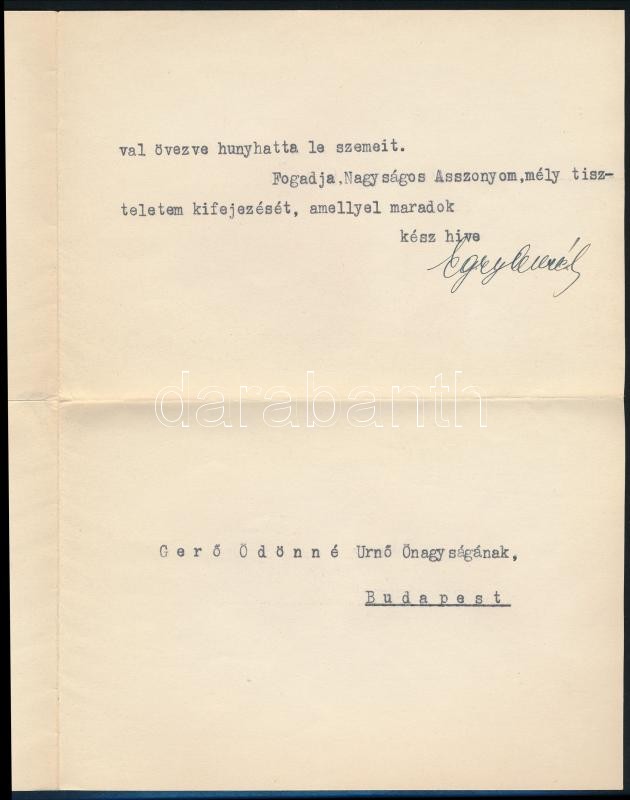 val övezve hunyhatta le szemeit.
Fogadja,Nagyságos Asszonyom,mély tisz-
teletem kifejezését, amellyel maradok
kész hive
darabanth
Gerő Ödönné Urnő Önagyságának,
Budapest